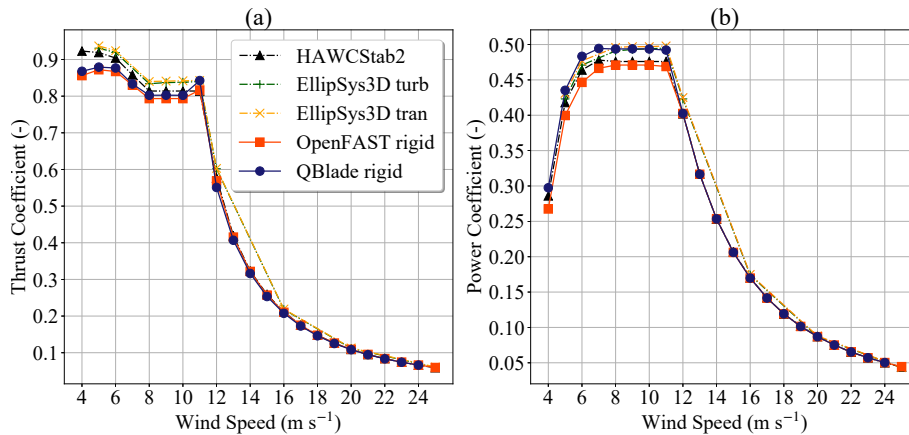 (a)
Thrust Coefficient (-)
0.9
0.8
0.7
0.6
0.5
0.4
0.3
0.2
0.1
HAWCStab2
EllipSys3D turb
EllipSys3D tran
OpenFAST rigid
QBlade rigid
4 6 8 10 12 14 16 18 20 22 24
Wind Speed (m s⁻¹)
(b)
Power Coefficient (-)
0.50
0.45
0.40
0.35
0.30
0.25
0.20
0.15
0.10
0.05
4 6 8 10 12 14 16 18 20 22 24
Wind Speed (m s⁻¹)